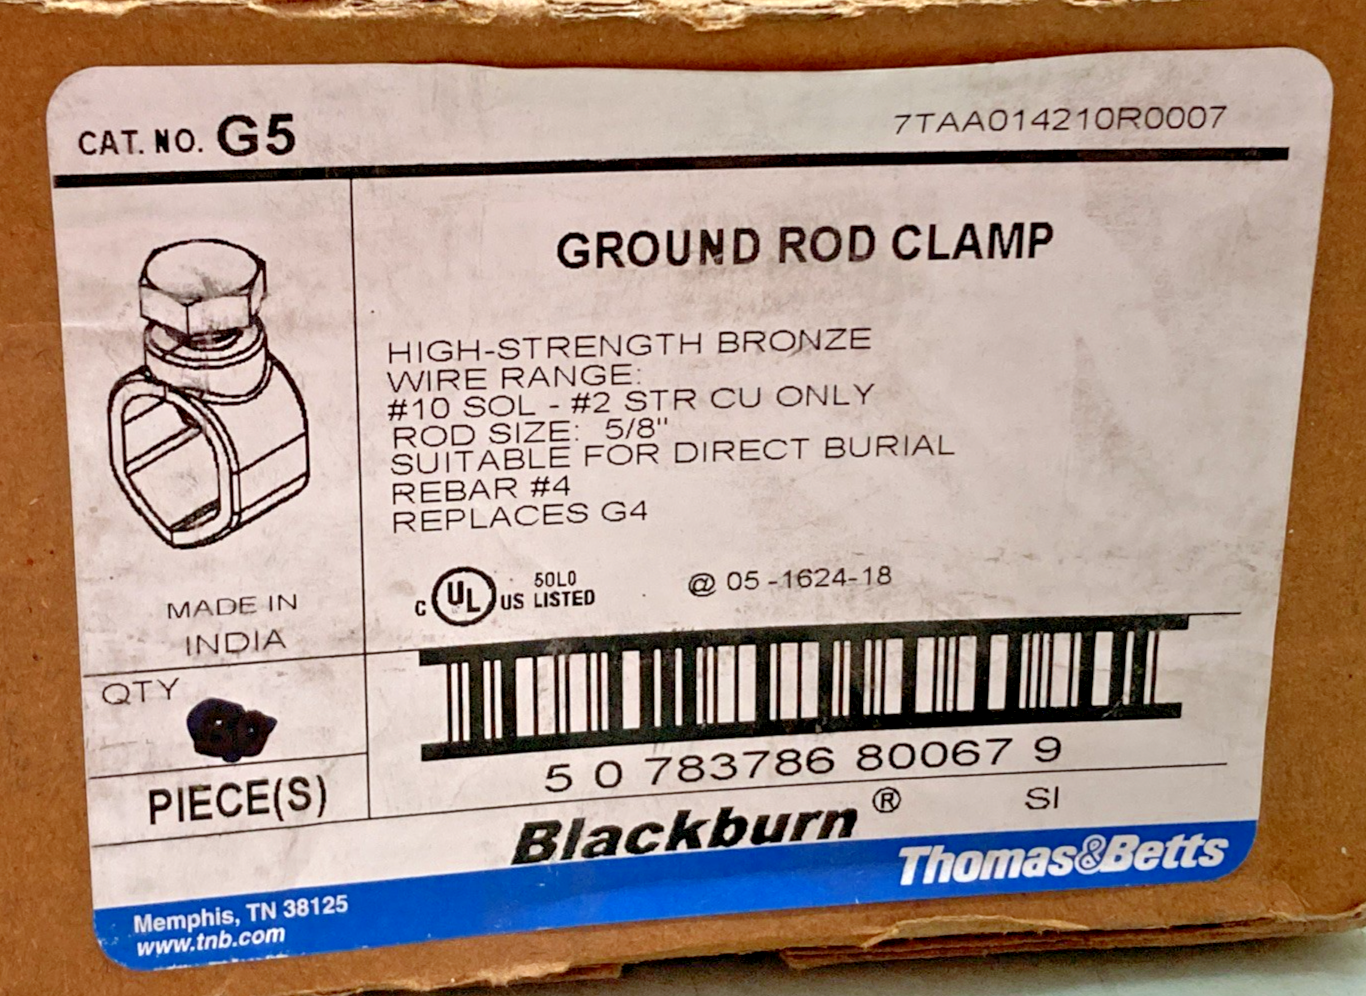 CAT. NO. G5
7TAA014210R0007
GROUND ROD CLAMP
HIGH-STRENGTH BRONZE
WIRE RANGE:
#10 SOL - #2 STR CU ONLY
ROD SIZE: 5/8"
SUITABLE FOR DIRECT BURIAL
REBAR #4
REPLACES G4
MADE IN
INDIA
C UL US 50L0
LISTED
@ 05 -1624-18
QTY
PIECE(S)
5 0 783786 80067 9
Blackburn ®
SI
Thomas&Betts
Memphis, TN 38125
www.tnb.com